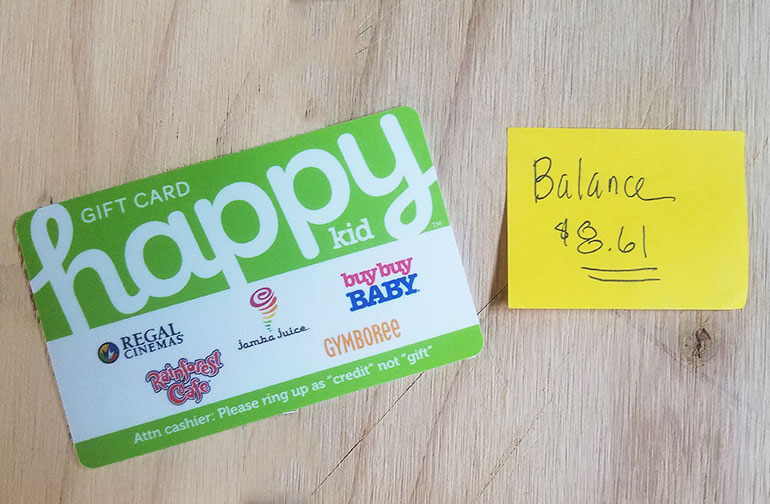 GIFT CARD
happy
kid
™
REGAL
CINEMAS
jamba juice
buy buy
BABY
Rainforest
Cafe
GYMBOREE
Attn cashier: Please ring up as "credit" not "gift"
Balance
$8.61